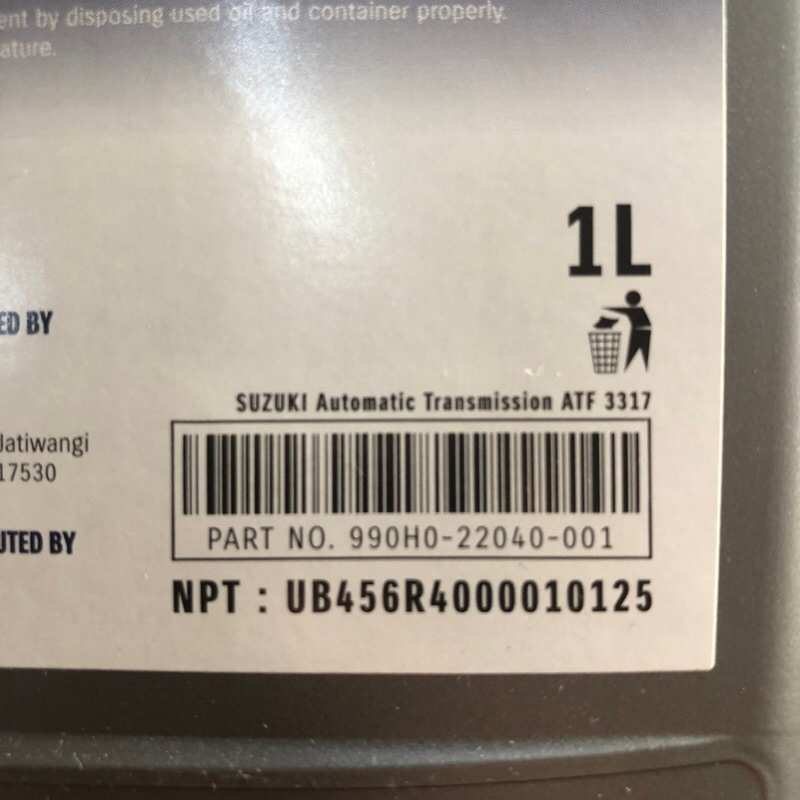 ent by disposing used oil and container properly.
ature.
1L
ED BY
SUZUKI Automatic Transmission ATF 3317
Jatiwangi
17530
PART NO. 990H0-22040-001
UTED BY
NPT : UB456R4000010125